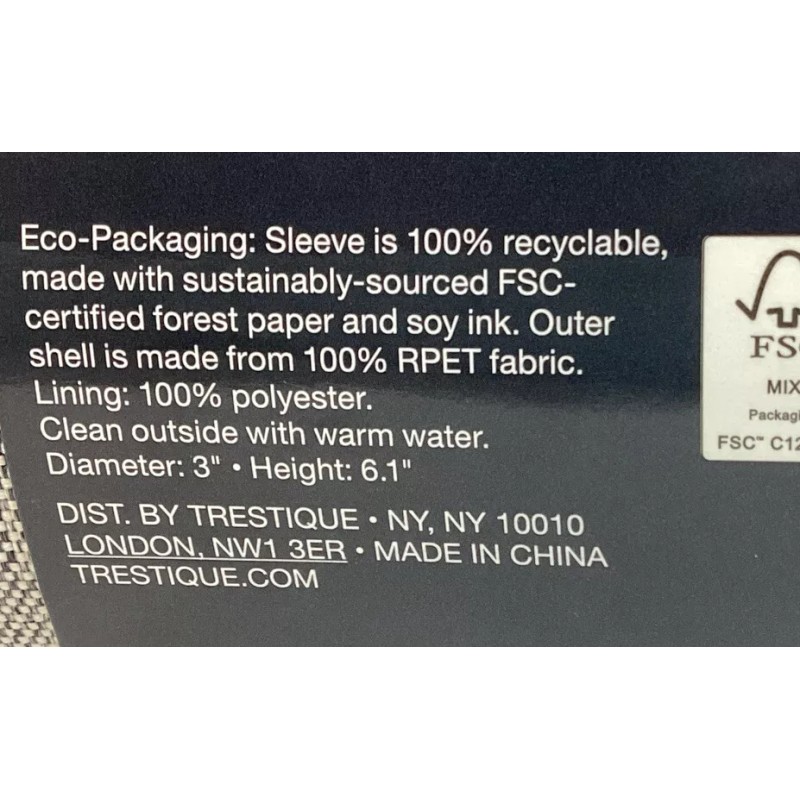 Eco-Packaging: Sleeve is 100% recyclable,
made with sustainably-sourced FSC-
certified forest paper and soy ink. Outer
shell is made from 100% RPET fabric.
Lining: 100% polyester.
Clean outside with warm water.
Diameter: 3" • Height: 6.1"
DIST. BY TRESTIQUE • NY, NY 10010
LONDON, NW1 3ER • MADE IN CHINA
TRESTIQUE.COM
MIX
FSC™